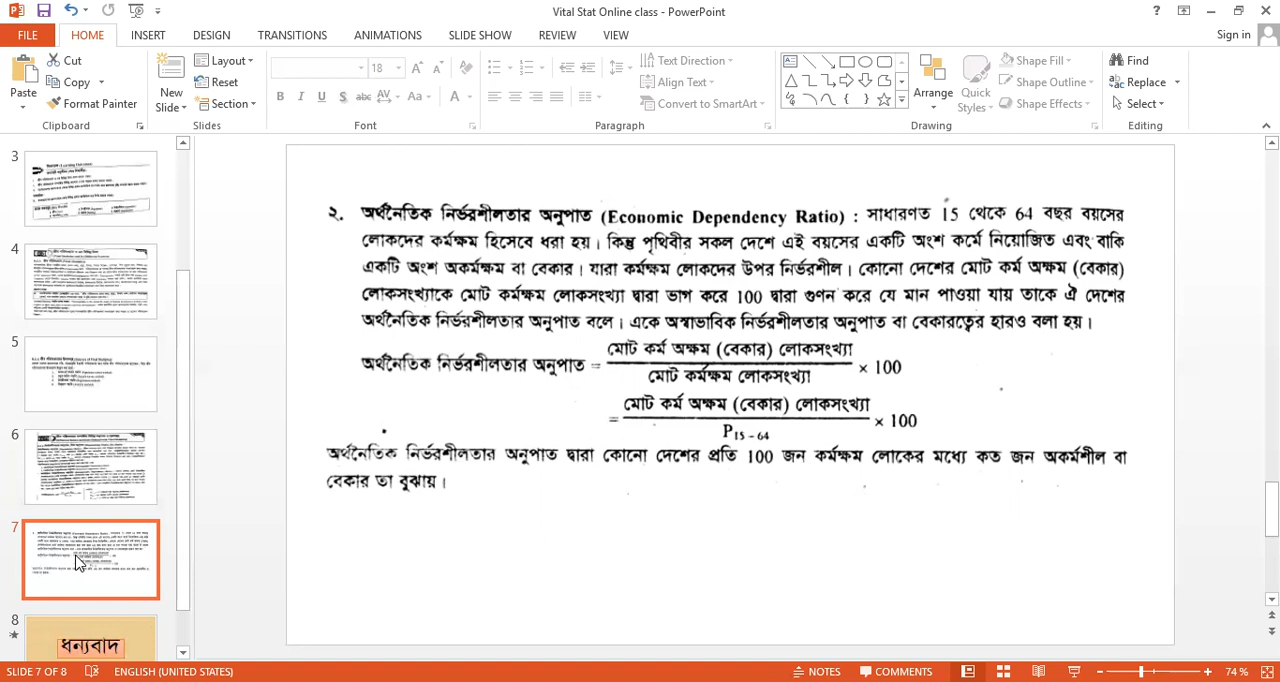 Vital Stat Online class - PowerPoint
FILE HOME INSERT DESIGN TRANSITIONS ANIMATIONS SLIDE SHOW REVIEW VIEW Sign in
Paste Cut Copy Format Painter
New Slide Layout Reset Section
18
Text Direction Align Text Convert to SmartArt
Arrange Quick Styles Shape Fill Shape Outline Shape Effects
Find Replace Select
Clipboard Slides Font Paragraph Drawing Editing
3
4
5
6
7
8
ধন্যবাদ
২. অর্থনৈতিক নির্ভরশীলতার অনুপাত (Economic Dependency Ratio) : সাধারণত 15 থেকে 64 বছর বয়সের
লোকদের কর্মক্ষম হিসেবে ধরা হয়। কিন্তু পৃথিবীর সকল দেশে এই বয়সের একটি অংশ কর্মে নিয়োজিত এবং বাকি
একটি অংশ অকর্মক্ষম বা বেকার। যারা কর্মক্ষম লোকদের উপর নির্ভরশীল। কোনো দেশের মোট কর্ম অক্ষম (বেকার)
লোকসংখ্যাকে মোট কর্মক্ষম লোকসংখ্যা দ্বারা ভাগ করে 100 দ্বারা গুণন করে যে মান পাওয়া যায় তাকে ঐ দেশের
অর্থনৈতিক নির্ভরশীলতার অনুপাত বলে। একে অস্বাভাবিক নির্ভরশীলতার অনুপাত বা বেকারত্বের হারও বলা হয়।
মোট কর্ম অক্ষম (বেকার) লোকসংখ্যা
অর্থনৈতিক নির্ভরশীলতার অনুপাত = × 100
মোট কর্মক্ষম লোকসংখ্যা
মোট কর্ম অক্ষম (বেকার) লোকসংখ্যা
= × 100
P15 - 64
অর্থনৈতিক নির্ভরশীলতার অনুপাত দ্বারা কোনো দেশের প্রতি 100 জন কর্মক্ষম লোকের মধ্যে কত জন অকর্মশীল বা
বেকার তা বুঝায়।
SLIDE 7 OF 8 ENGLISH (UNITED STATES) NOTES COMMENTS 74 %